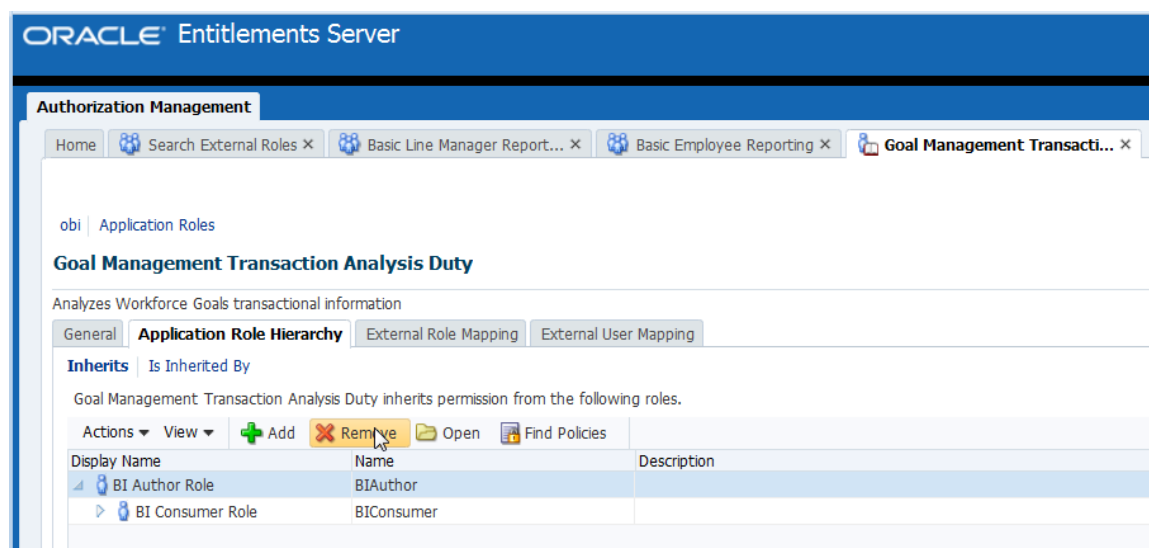 ORACLE Entitlements Server
Authorization Management
Home Search External Roles × Basic Line Manager Report... × Basic Employee Reporting × Goal Management Transacti... ×
obi Application Roles
Goal Management Transaction Analysis Duty
Analyzes Workforce Goals transactional information
General Application Role Hierarchy External Role Mapping External User Mapping
Inherits Is Inherited By
Goal Management Transaction Analysis Duty inherits permission from the following roles.
Actions View Add Remove Open Find Policies
Display Name Name Description
BI Author Role BIAuthor
BI Consumer Role BIConsumer